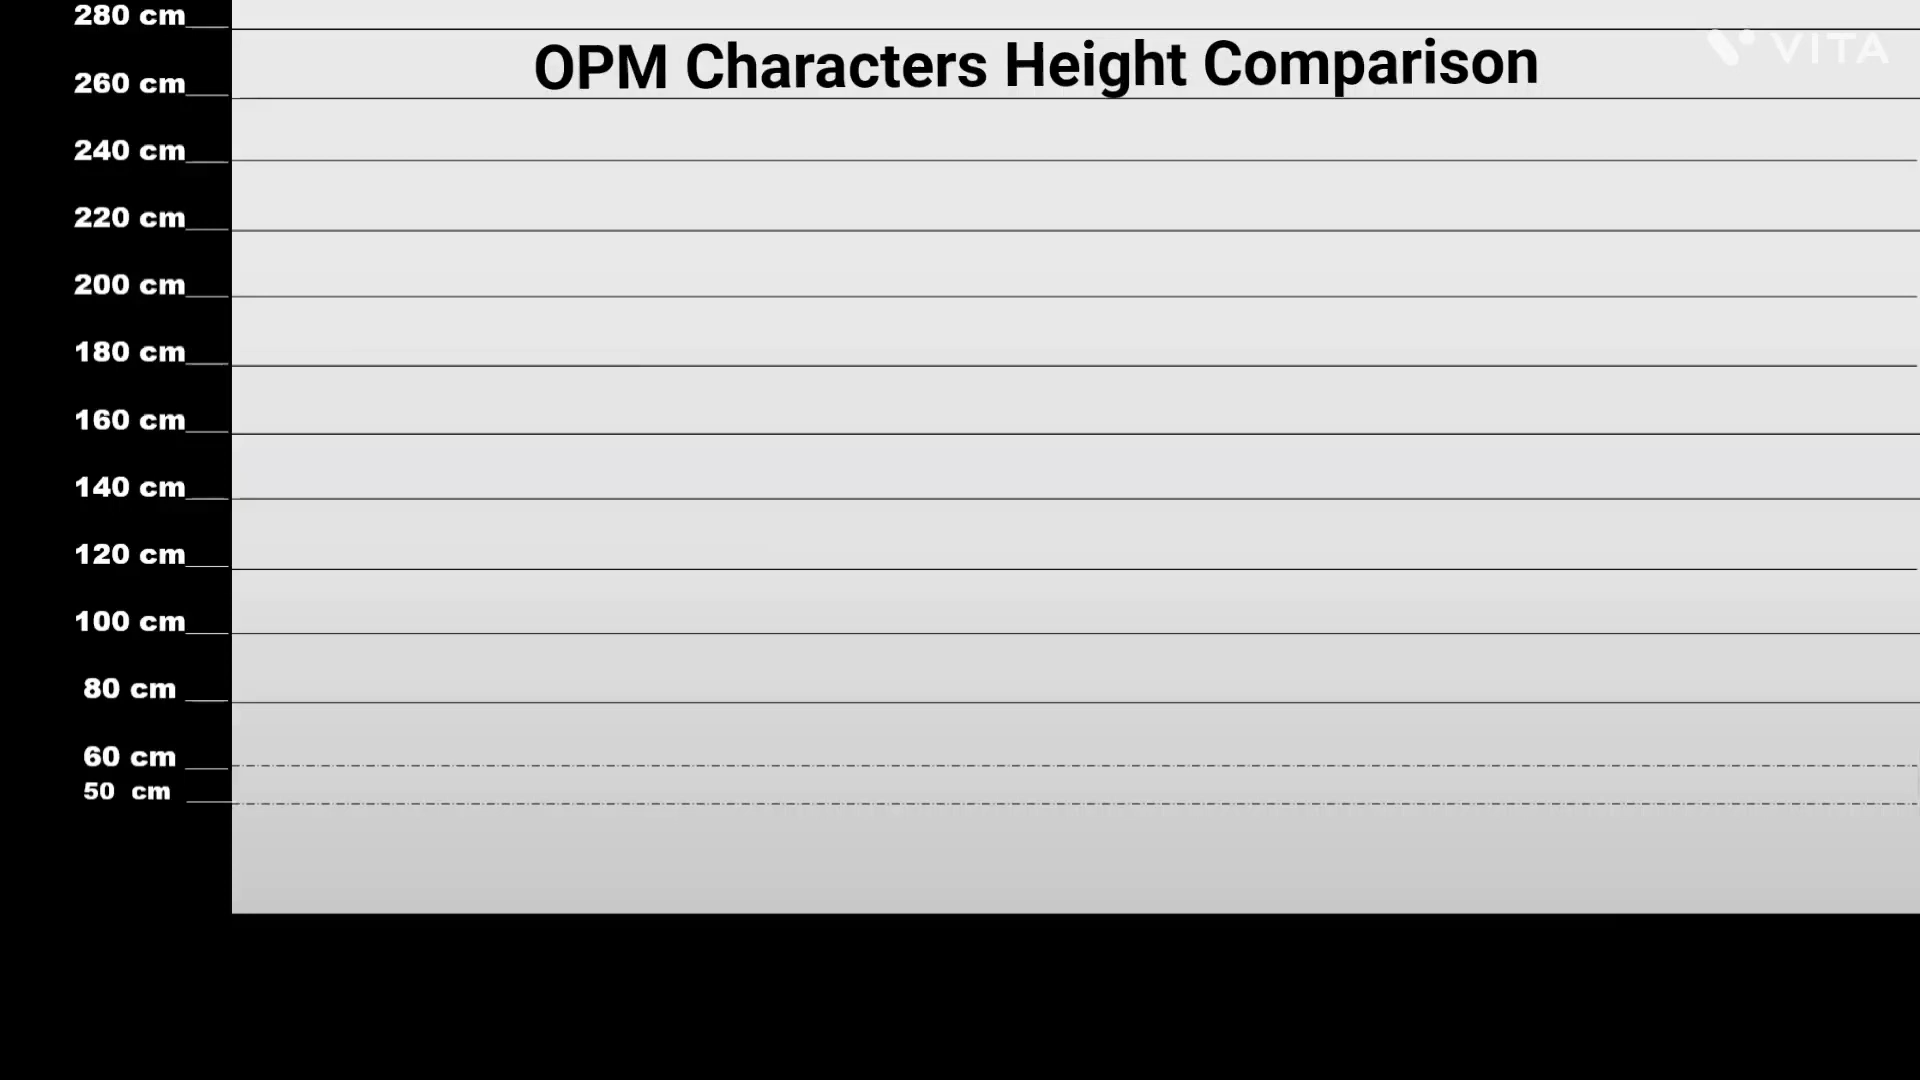 280 cm
VITA
OPM Characters Height Comparison
260 cm
240 cm
220 cm
200 cm
180 cm
160 cm
140 cm
120 cm
100 cm
80 cm
60 cm
50 cm